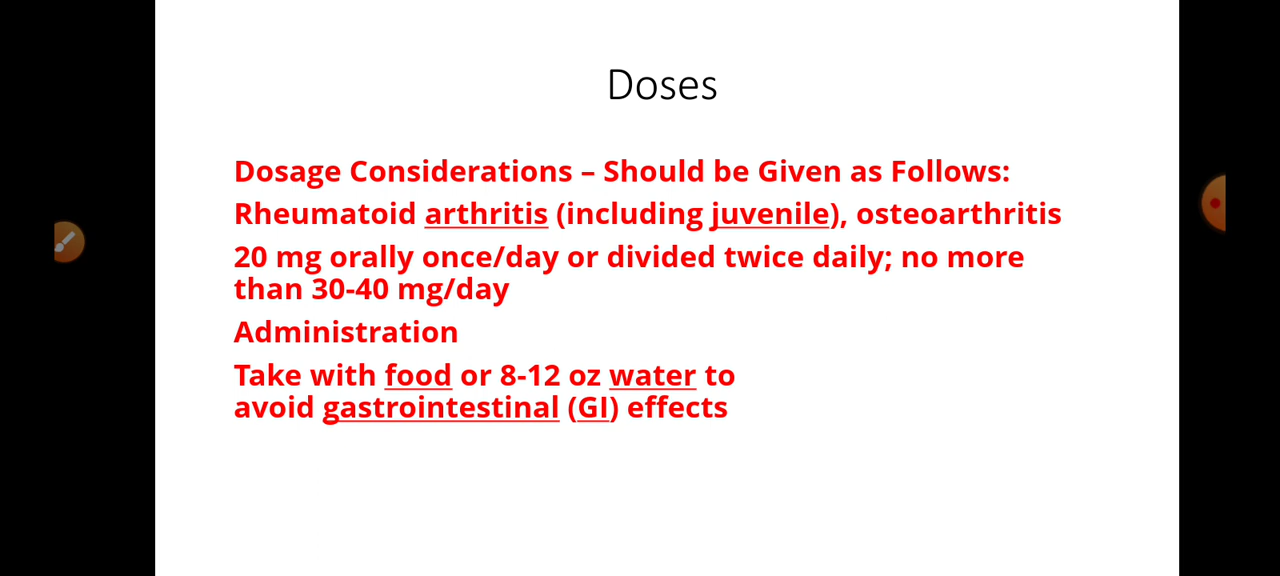 Doses
Dosage Considerations – Should be Given as Follows:
Rheumatoid arthritis (including juvenile), osteoarthritis
20 mg orally once/day or divided twice daily; no more
than 30-40 mg/day
Administration
Take with food or 8-12 oz water to
avoid gastrointestinal (GI) effects